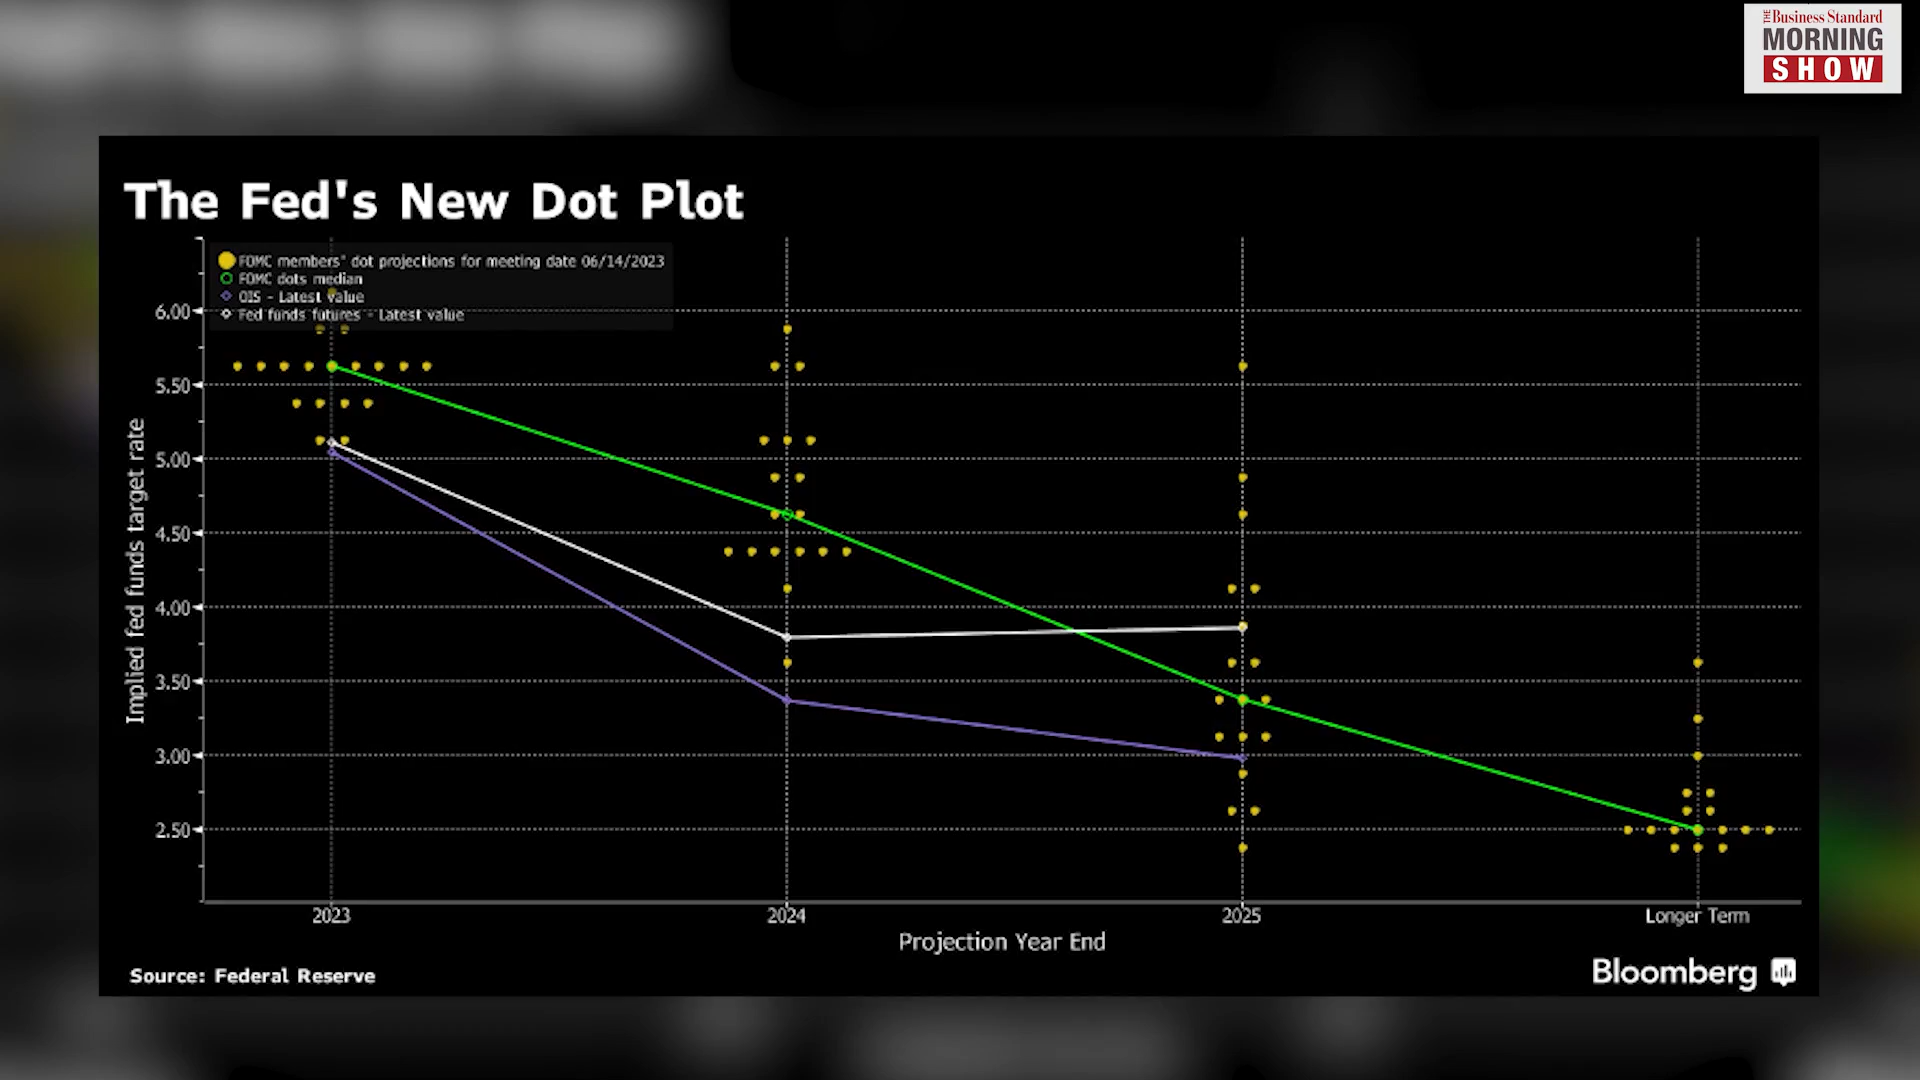 THE Business Standard
MORNING
SHOW
The Fed's New Dot Plot
FOMC members' dot projections for meeting date 06/14/2023
FOMC dots median
OIS - Latest value
Fed funds futures - Latest value
6.00
5.50
5.00
4.50
4.00
3.50
3.00
2.50
Implied fed funds target rate
2023
2024
2025
Longer Term
Projection Year End
Source: Federal Reserve
Bloomberg